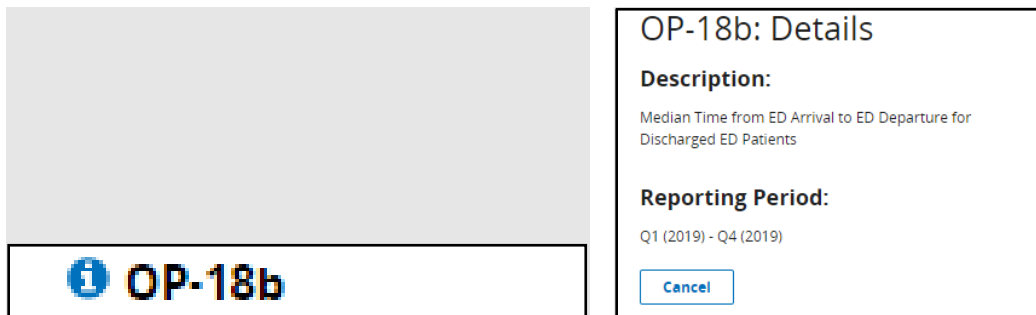 OP-18b
OP-18b: Details
Description:
Median Time from ED Arrival to ED Departure for
Discharged ED Patients
Reporting Period:
Q1 (2019) - Q4 (2019)
Cancel